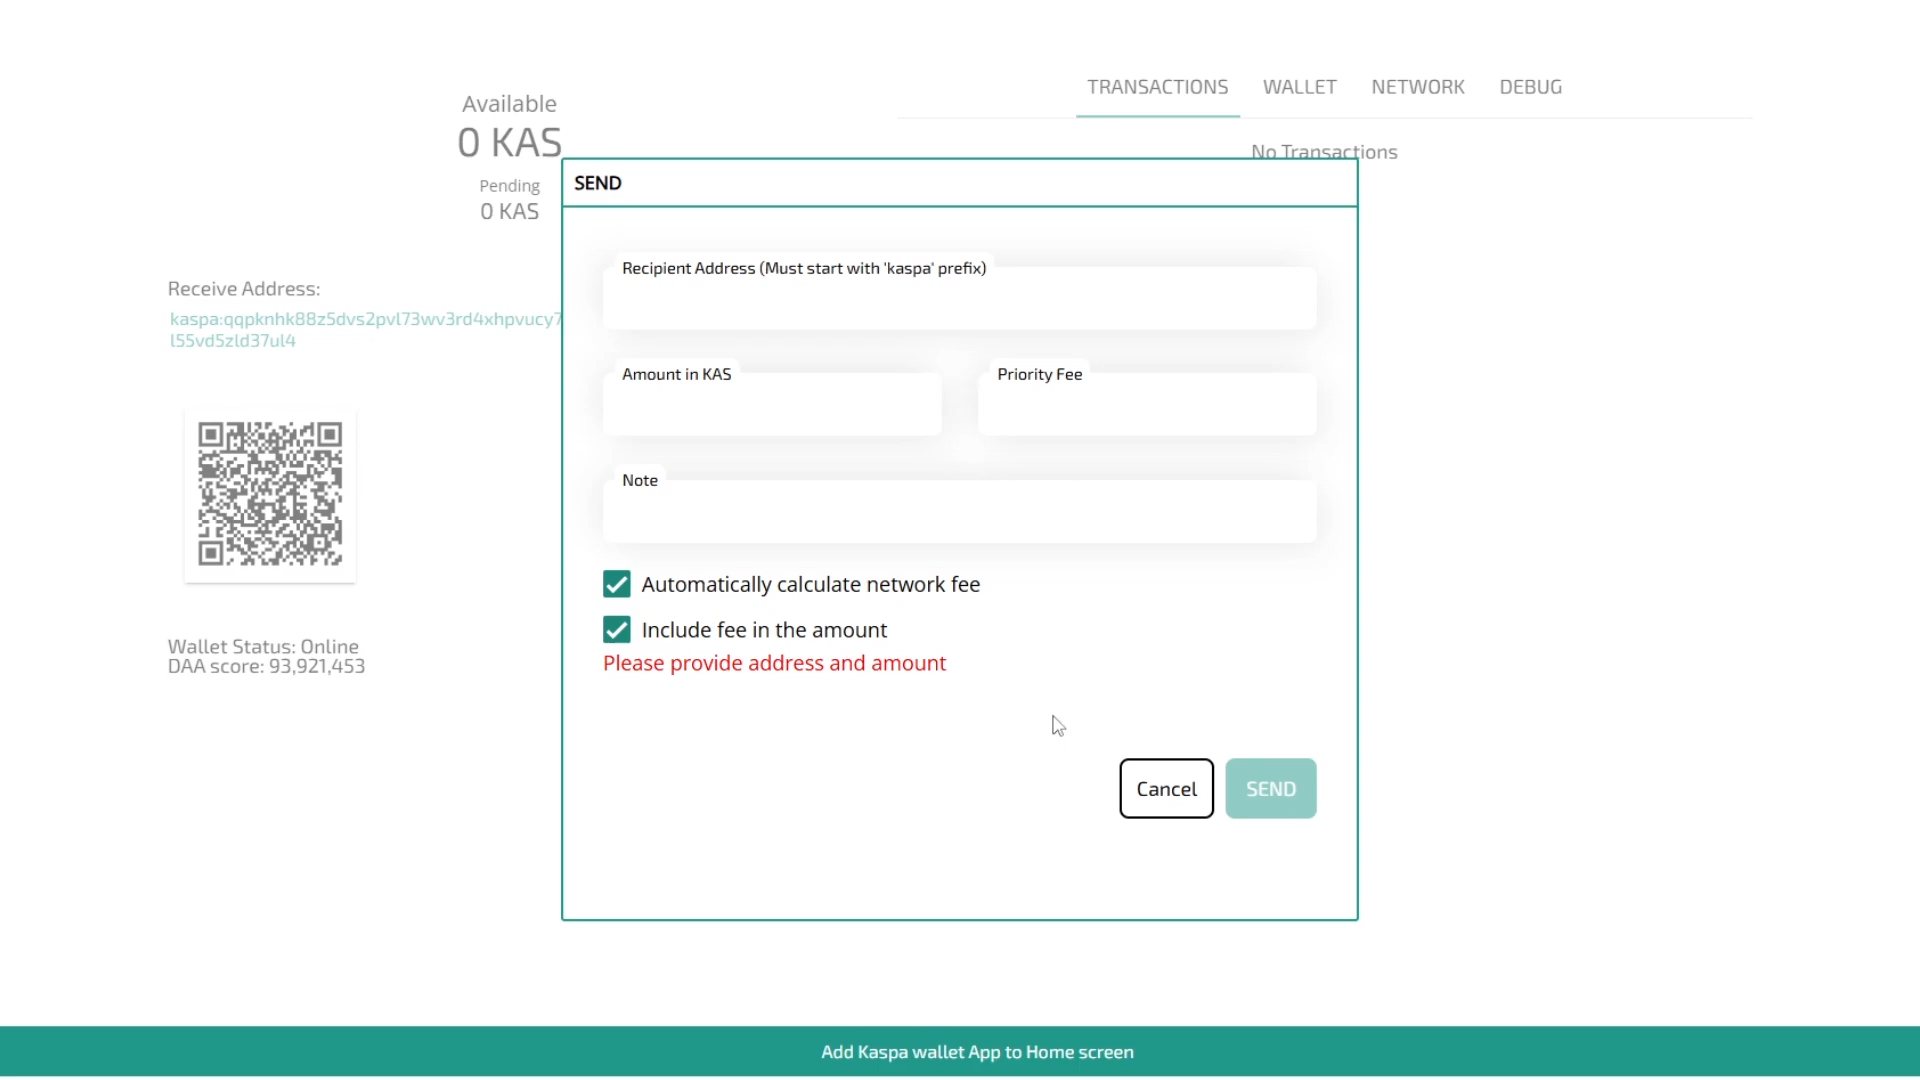 TRANSACTIONS WALLET NETWORK DEBUG
Available
0 KAS
No Transactions
Pending
0 KAS
Receive Address:
kaspa:qqpknhk88z5dvs2pvl73wv3rd4xhpvucy7
l55vd5zld37ul4
Wallet Status: Online
DAA score: 93,921,453
SEND
Recipient Address (Must start with 'kaspa' prefix)
Amount in KAS
Priority Fee
Note
Automatically calculate network fee
Include fee in the amount
Please provide address and amount
Cancel
SEND
Add Kaspa wallet App to Home screen